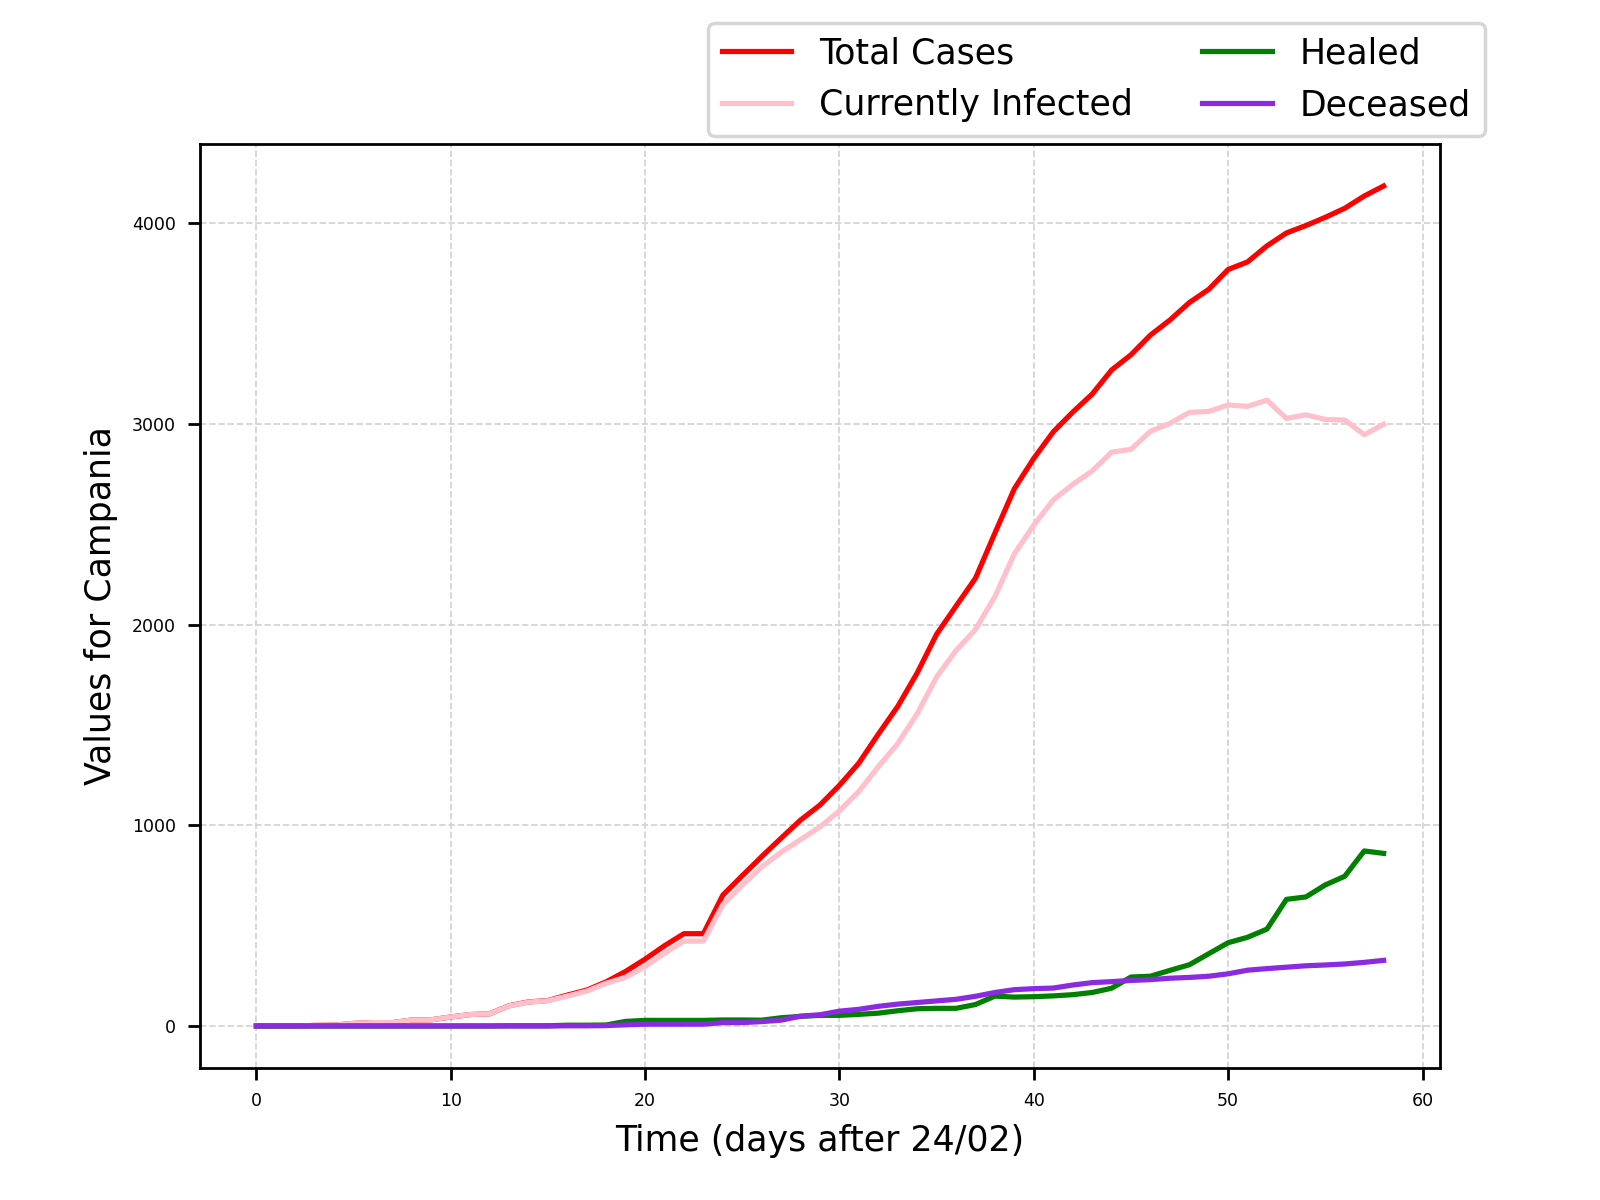 Total Cases
Currently Infected
Healed
Deceased
4000
3000
2000
1000
0
Values for Campania
0 10 20 30 40 50 60
Time (days after 24/02)